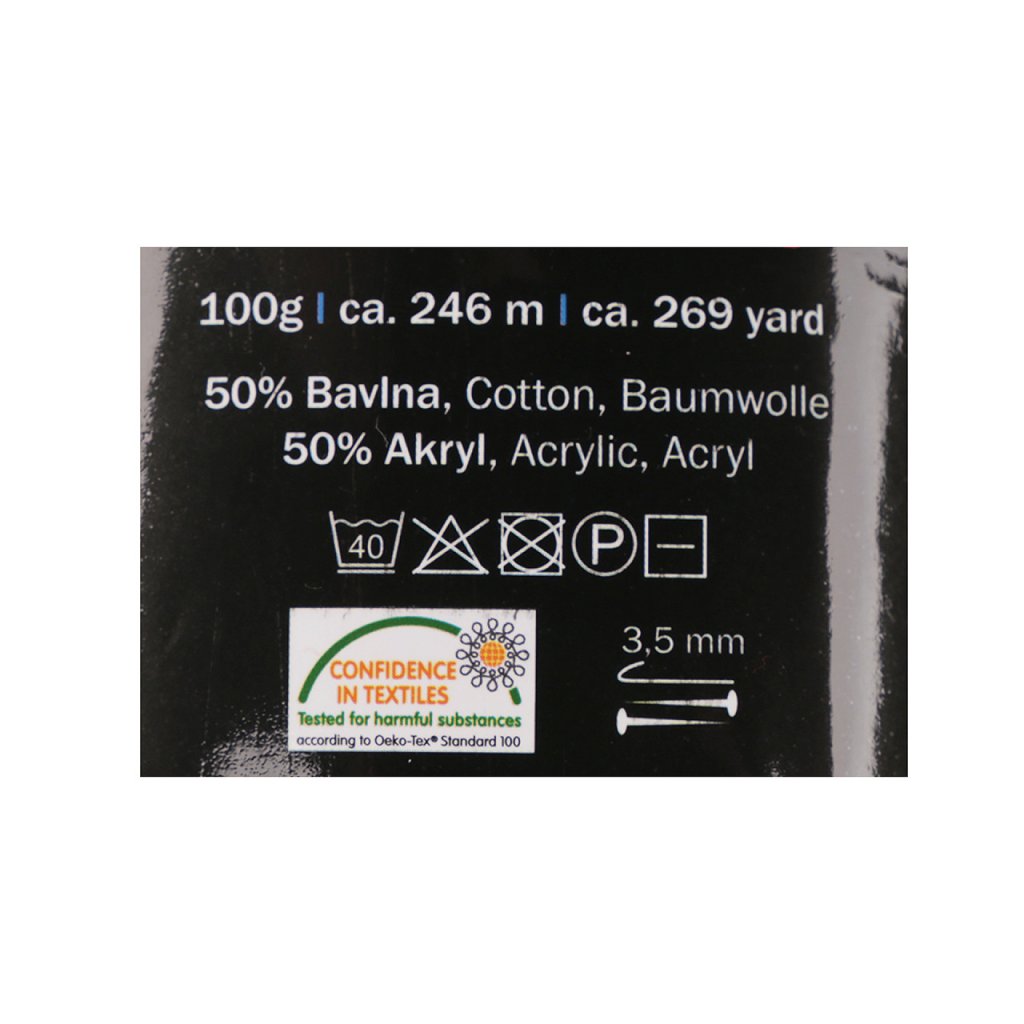 100g | ca. 246 m | ca. 269 yard
50% Bavlna, Cotton, Baumwolle
50% Akryl, Acrylic, Acryl
40 P
CONFIDENCE
IN TEXTILES
Tested for harmful substances
according to Oeko-Tex® Standard 100
3,5 mm